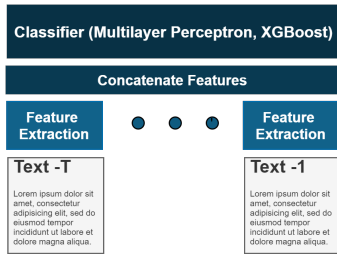 Classifier (Multilayer Perceptron, XGBoost)
Concatenate Features
Feature
Extraction
Feature
Extraction
Text -T
Lorem ipsum dolor sit
amet, consectetur
adipisicing elit, sed do
eiusmod tempor
incididunt ut labore et
dolore magna aliqua.
Text -1
Lorem ipsum dolor sit
amet, consectetur
adipisicing elit, sed do
eiusmod tempor
incididunt ut labore et
dolore magna aliqua.